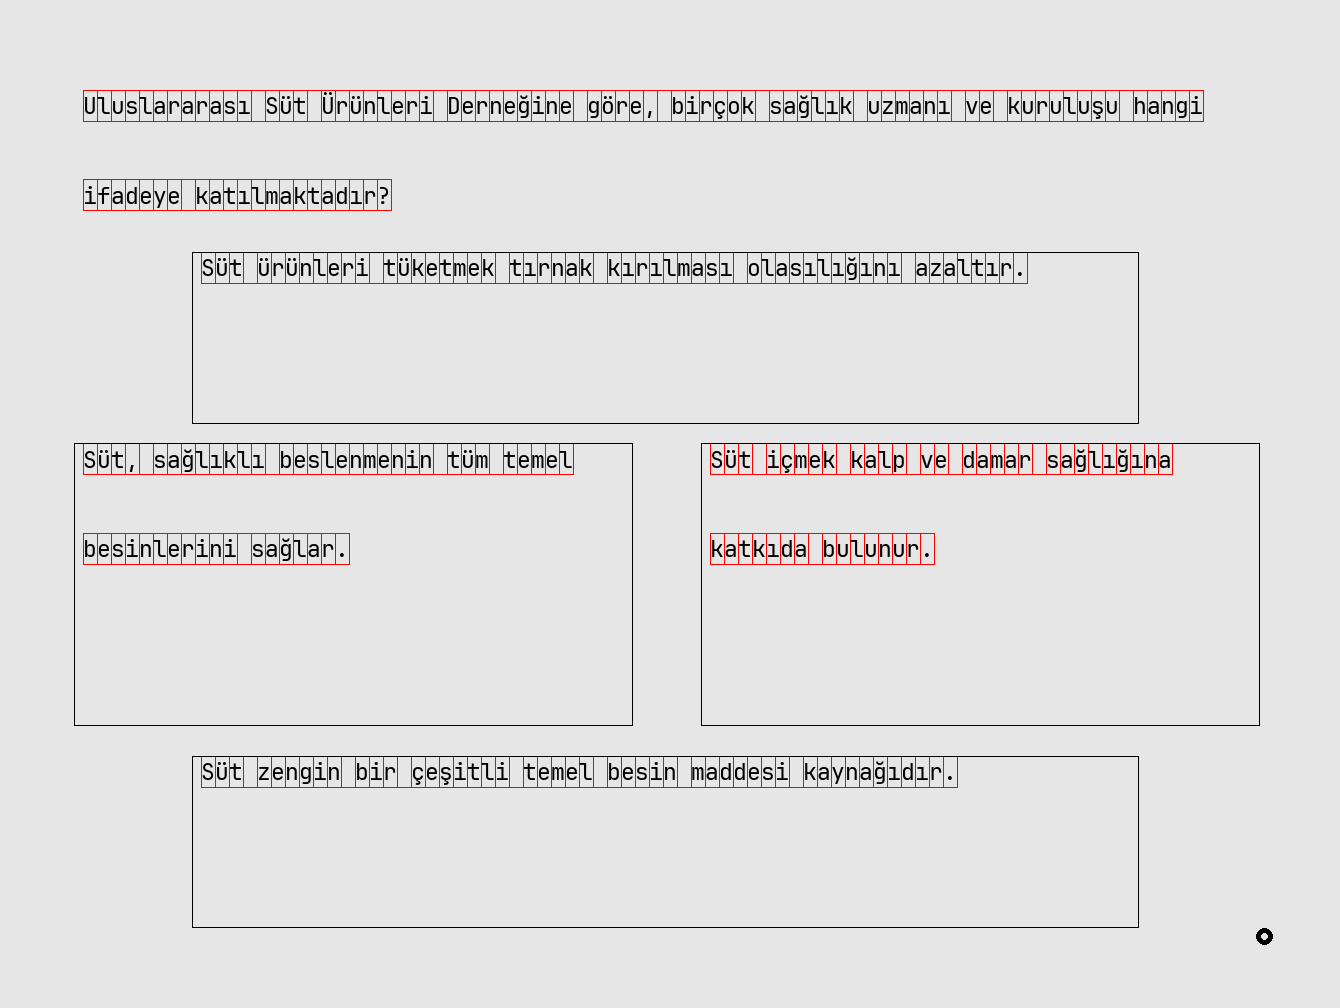 Uluslararası Süt Ürünleri Derneğine göre, birçok sağlık uzmanı ve kuruluşu hangi
ifadeye katılmaktadır?
Süt ürünleri tüketmek tırnak kırılması olasılığını azaltır.
Süt, sağlıklı beslenmenin tüm temel
besinlerini sağlar.
Süt içmek kalp ve damar sağlığına
katkıda bulunur.
Süt zengin bir çeşitli temel besin maddesi kaynağıdır.